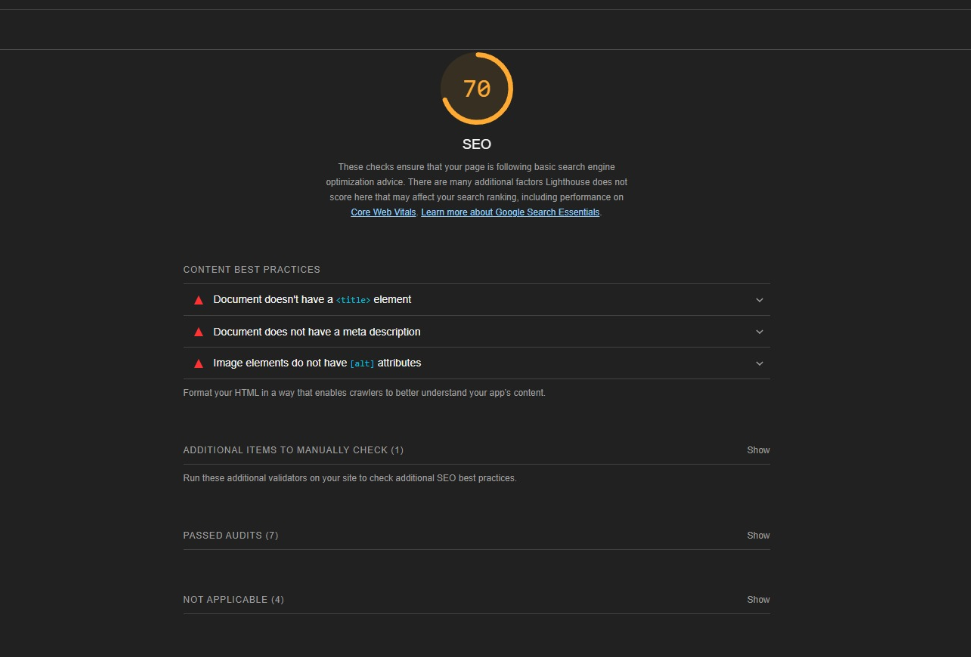 70
SEO
These checks ensure that your page is following basic search engine
optimization advice. There are many additional factors Lighthouse does not
score here that may affect your search ranking, including performance on
Core Web Vitals. Learn more about Google Search Essentials.
CONTENT BEST PRACTICES
Document doesn't have a <title> element
Document does not have a meta description
Image elements do not have [alt] attributes
Format your HTML in a way that enables crawlers to better understand your app's content.
ADDITIONAL ITEMS TO MANUALLY CHECK (1) Show
Run these additional validators on your site to check additional SEO best practices.
PASSED AUDITS (7) Show
NOT APPLICABLE (4) Show